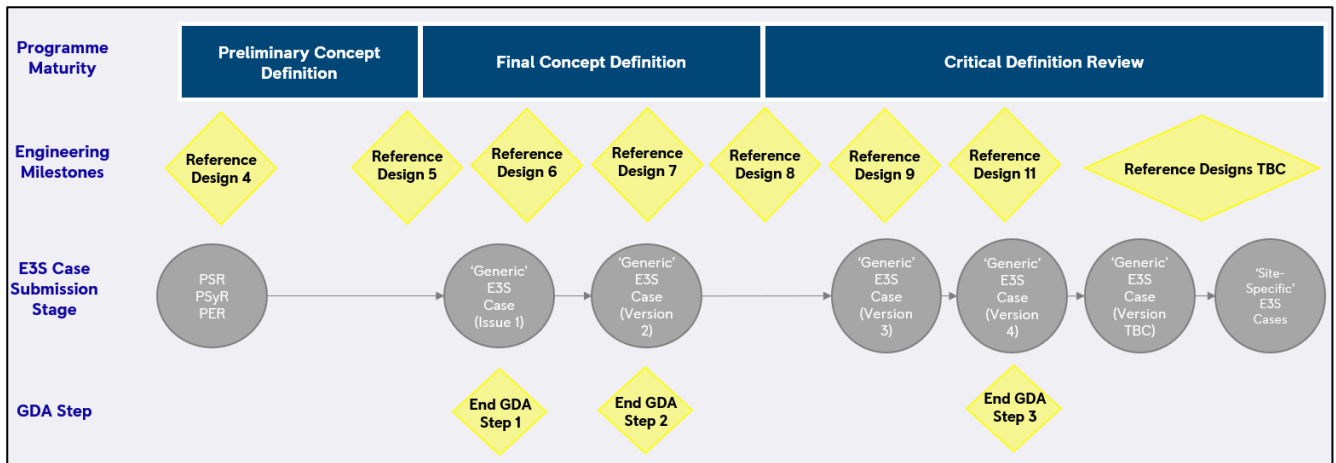 Programme
Maturity
Preliminary Concept
Definition
Final Concept Definition
Critical Definition Review
Engineering
Milestones
Reference
Design 4
Reference
Design 5
Reference
Design 6
Reference
Design 7
Reference
Design 8
Reference
Design 9
Reference
Design 11
Reference Designs TBC
E3S Case
Submission
Stage
PSR
PSyR
PER
'Generic'
E3S
Case
(Issue 1)
'Generic'
E3S
Case
(Version
2)
'Generic'
E3S
Case
(Version
3)
'Generic'
E3S
Case
(Version
4)
'Generic'
E3S
Case
(Version
TBC)
'Site-
Specific'
E3S
Cases
GDA Step
End GDA
Step 1
End GDA
Step 2
End GDA
Step 3